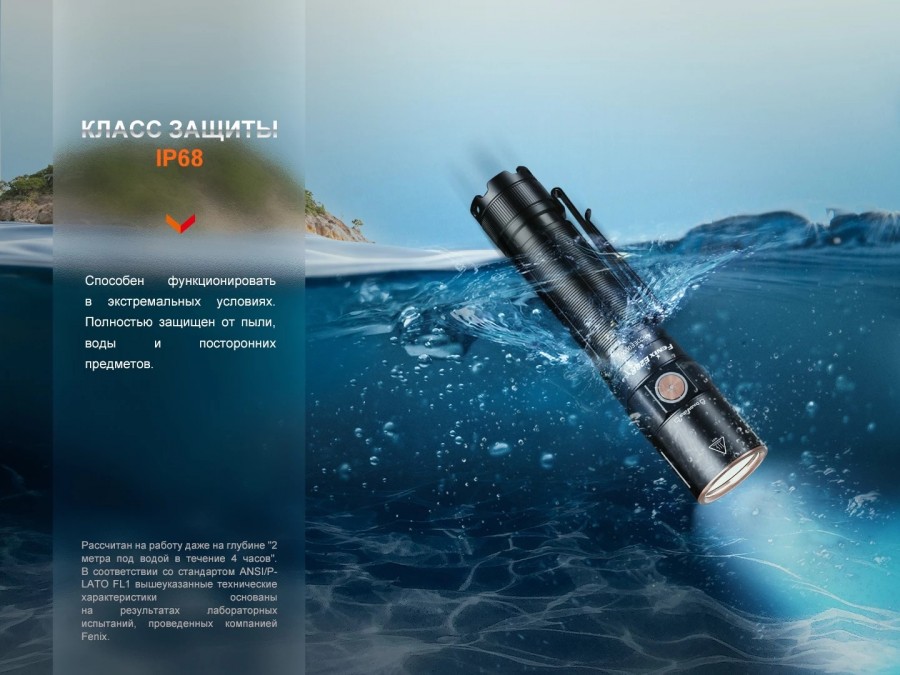 КЛАСС ЗАЩИТЫ
IP68
Способен функционировать
в экстремальных условиях.
Полностью защищен от пыли,
воды и посторонних
предметов.
Рассчитан на работу даже на глубине "2
метра под водой в течение 4 часов".
В соответствии со стандартом ANSI/P-
LATO FL1 вышеуказанные технические
характеристики основаны
на результатах лабораторных
испытаний, проведенных компанией
Fenix.
Fenix